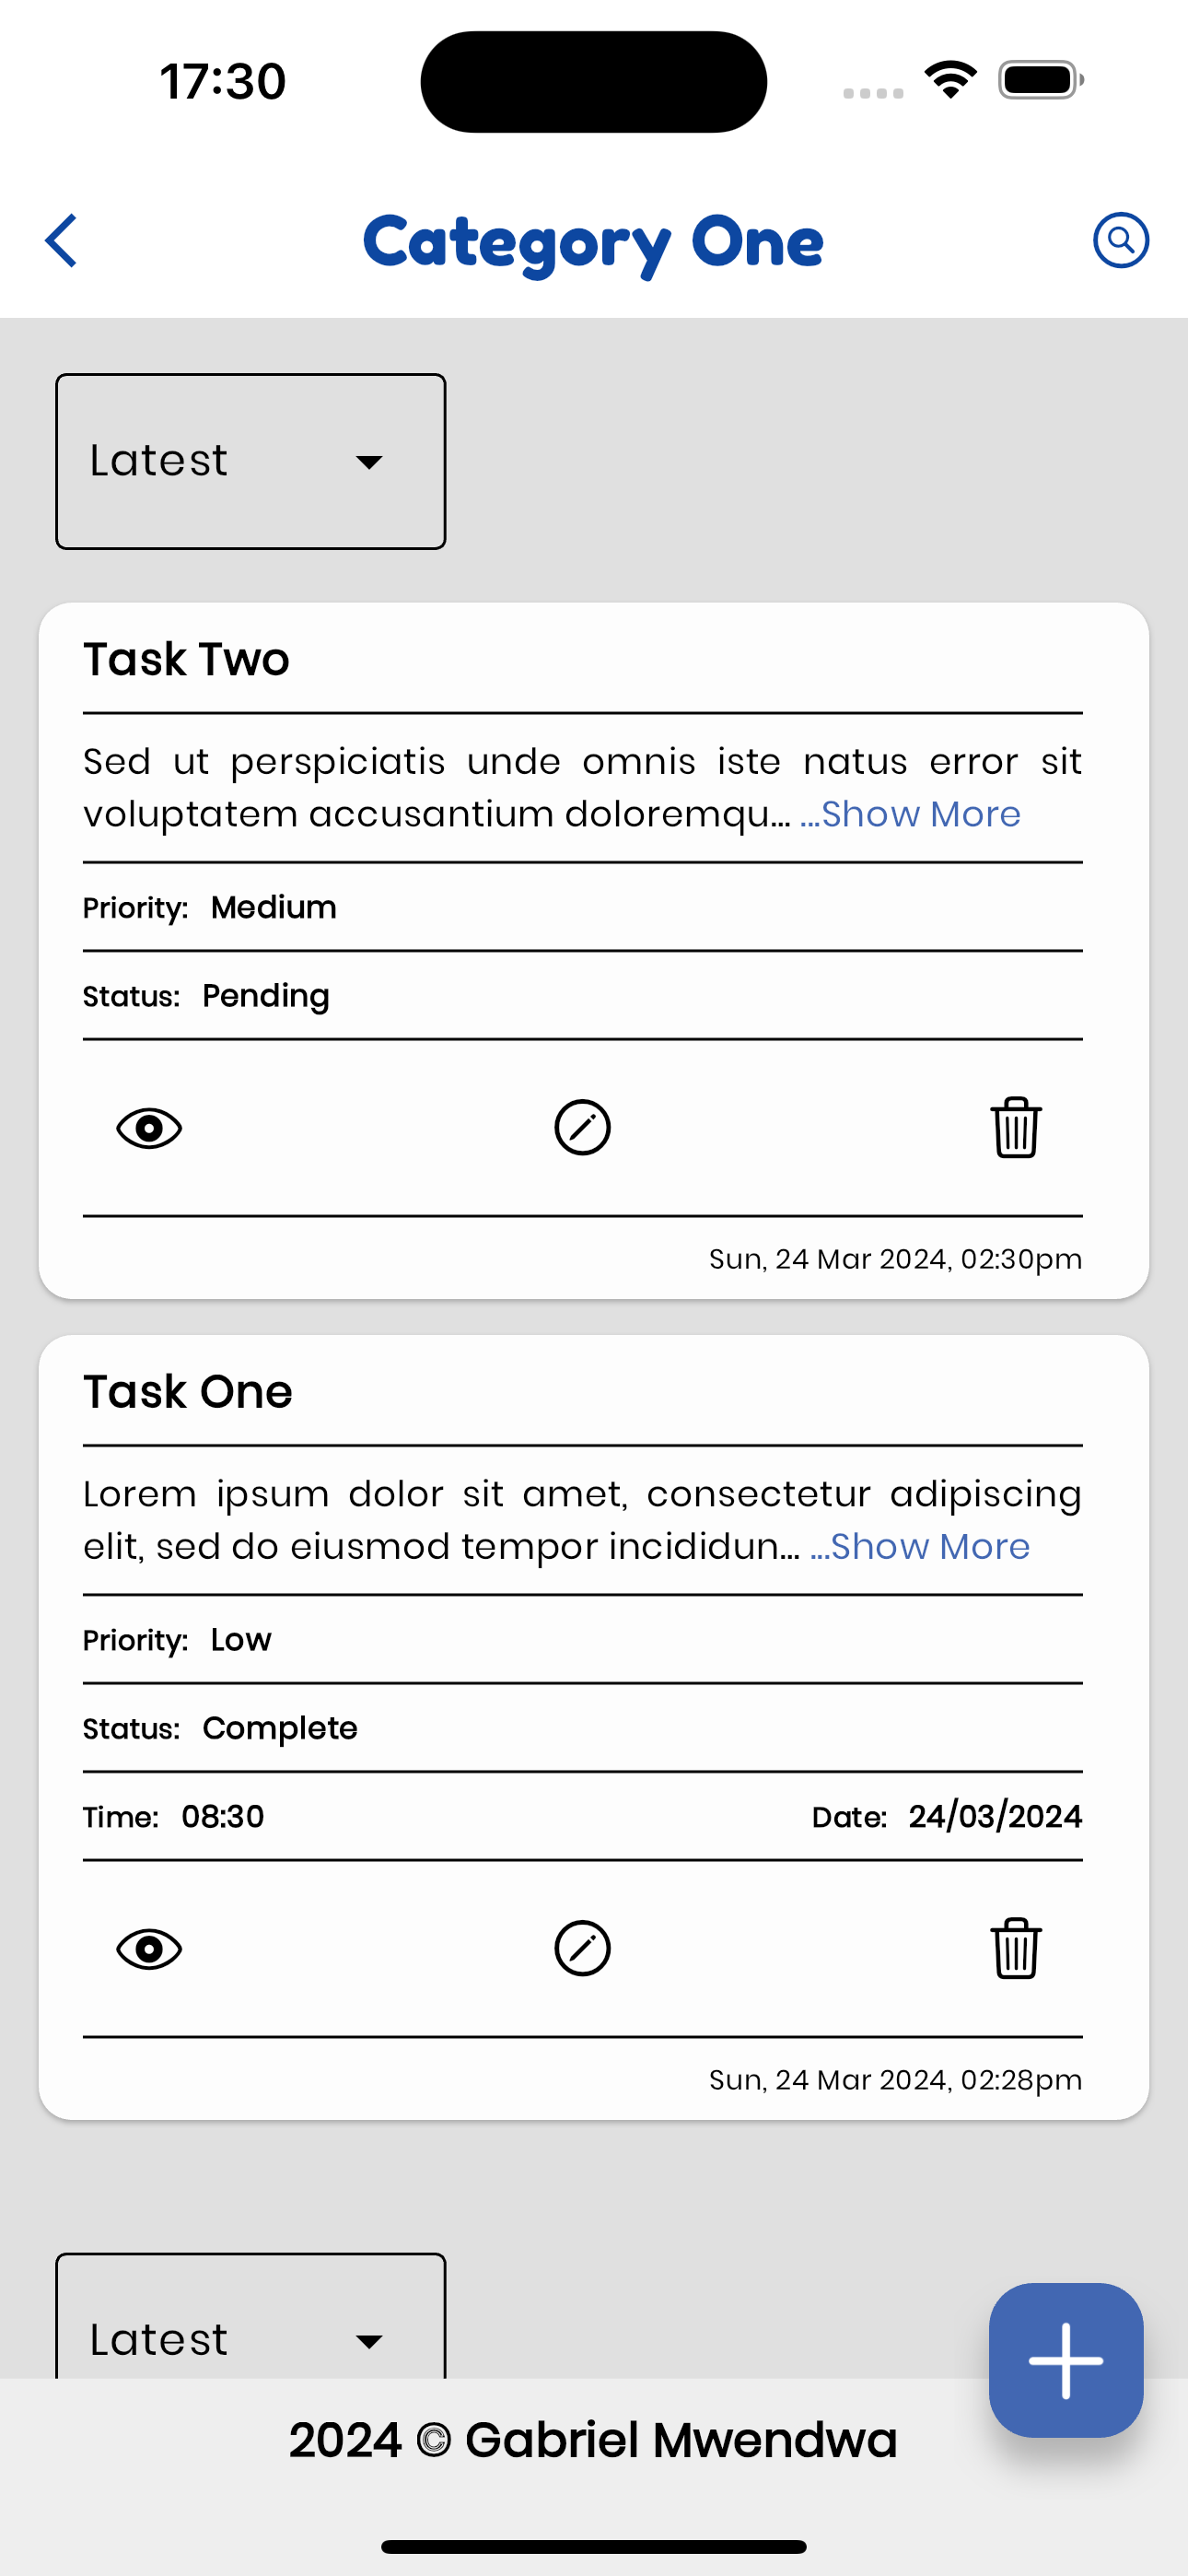 17:30
Category One
Latest
Task Two
Sed ut perspiciatis unde omnis iste natus error sit
voluptatem accusantium doloremqu... ...Show More
Priority: Medium
Status: Pending
Sun, 24 Mar 2024, 02:30pm
Task One
Lorem ipsum dolor sit amet, consectetur adipiscing
elit, sed do eiusmod tempor incididun... ...Show More
Priority: Low
Status: Complete
Time: 08:30 Date: 24/03/2024
Sun, 24 Mar 2024, 02:28pm
Latest
2024 © Gabriel Mwendwa